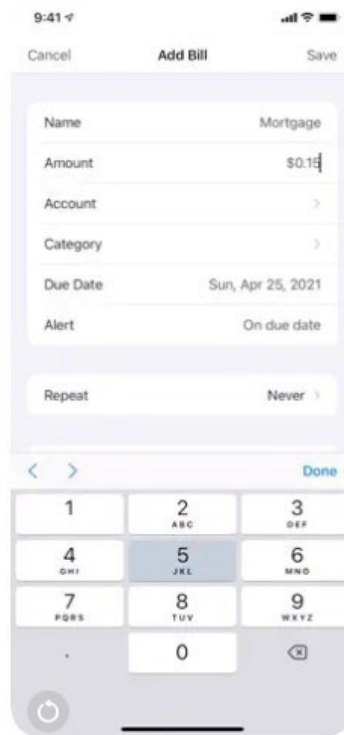 9:41
Cancel Add Bill Save
Name Mortgage
Amount $0.15
Account
Category
Due Date Sun, Apr 25, 2021
Alert On due date
Repeat Never
Done
1 2 3
ABC DEF
4 5 6
GHI JKL MNO
7 8 9
PQRS TUV WXYZ
. 0